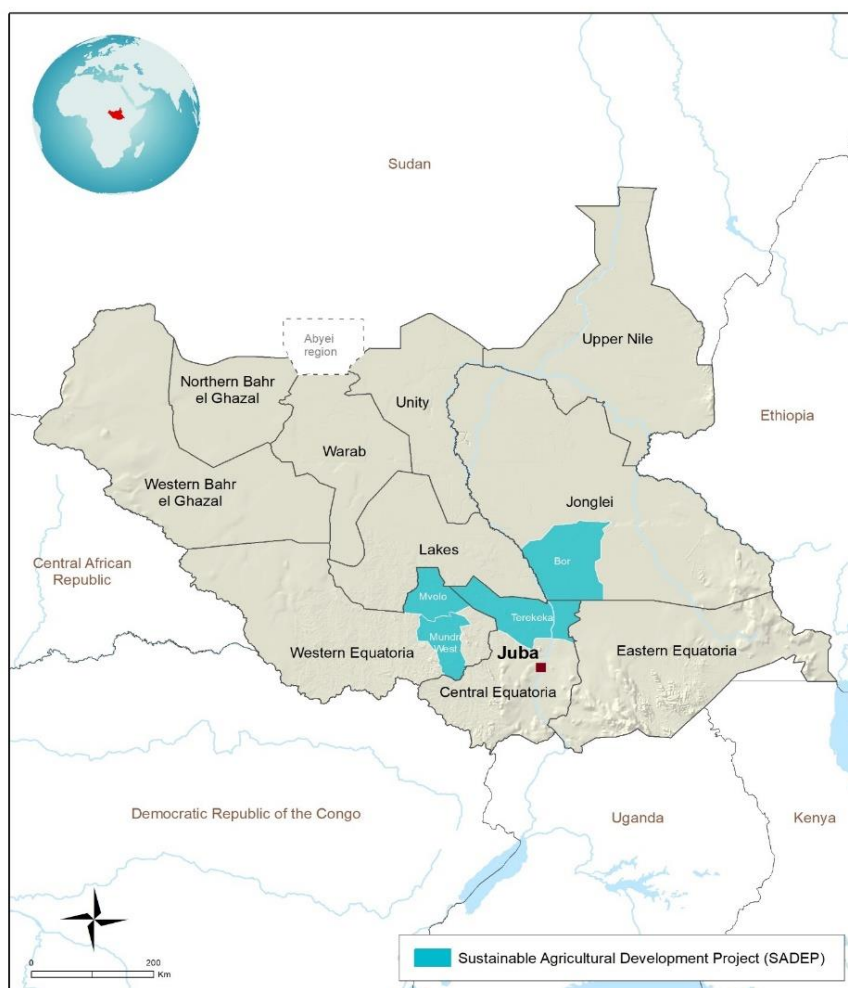 Sudan
Abyei
region
Upper Nile
Northern Bahr
el Ghazal
Unity
Ethiopia
Warab
Western Bahr
el Ghazal
Jonglei
Lakes
Bor
Central African
Republic
Mvolo
Terekeka
Mundri
West
Western Equatoria
Juba
Eastern Equatoria
Central Equatoria
Democratic Republic of the Congo
Uganda
Kenya
0
200
Km
Sustainable Agricultural Development Project (SADEP)